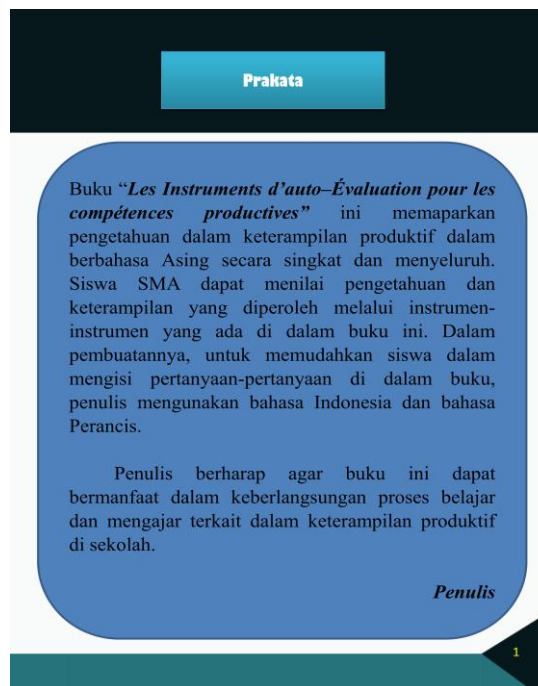 Prakata
Buku “Les Instruments d’auto–Évaluation pour les
compétences productives” ini memaparkan
pengetahuan dalam keterampilan produktif dalam
berbahasa Asing secara singkat dan menyeluruh.
Siswa SMA dapat menilai pengetahuan dan
keterampilan yang diperoleh melalui instrumen-
instrumen yang ada di dalam buku ini. Dalam
pembuatannya, untuk memudahkan siswa dalam
mengisi pertanyaan-pertanyaan di dalam buku,
penulis mengunakan bahasa Indonesia dan bahasa
Perancis.
Penulis berharap agar buku ini dapat
bermanfaat dalam keberlangsungan proses belajar
dan mengajar terkait dalam keterampilan produktif
di sekolah.
Penulis
1